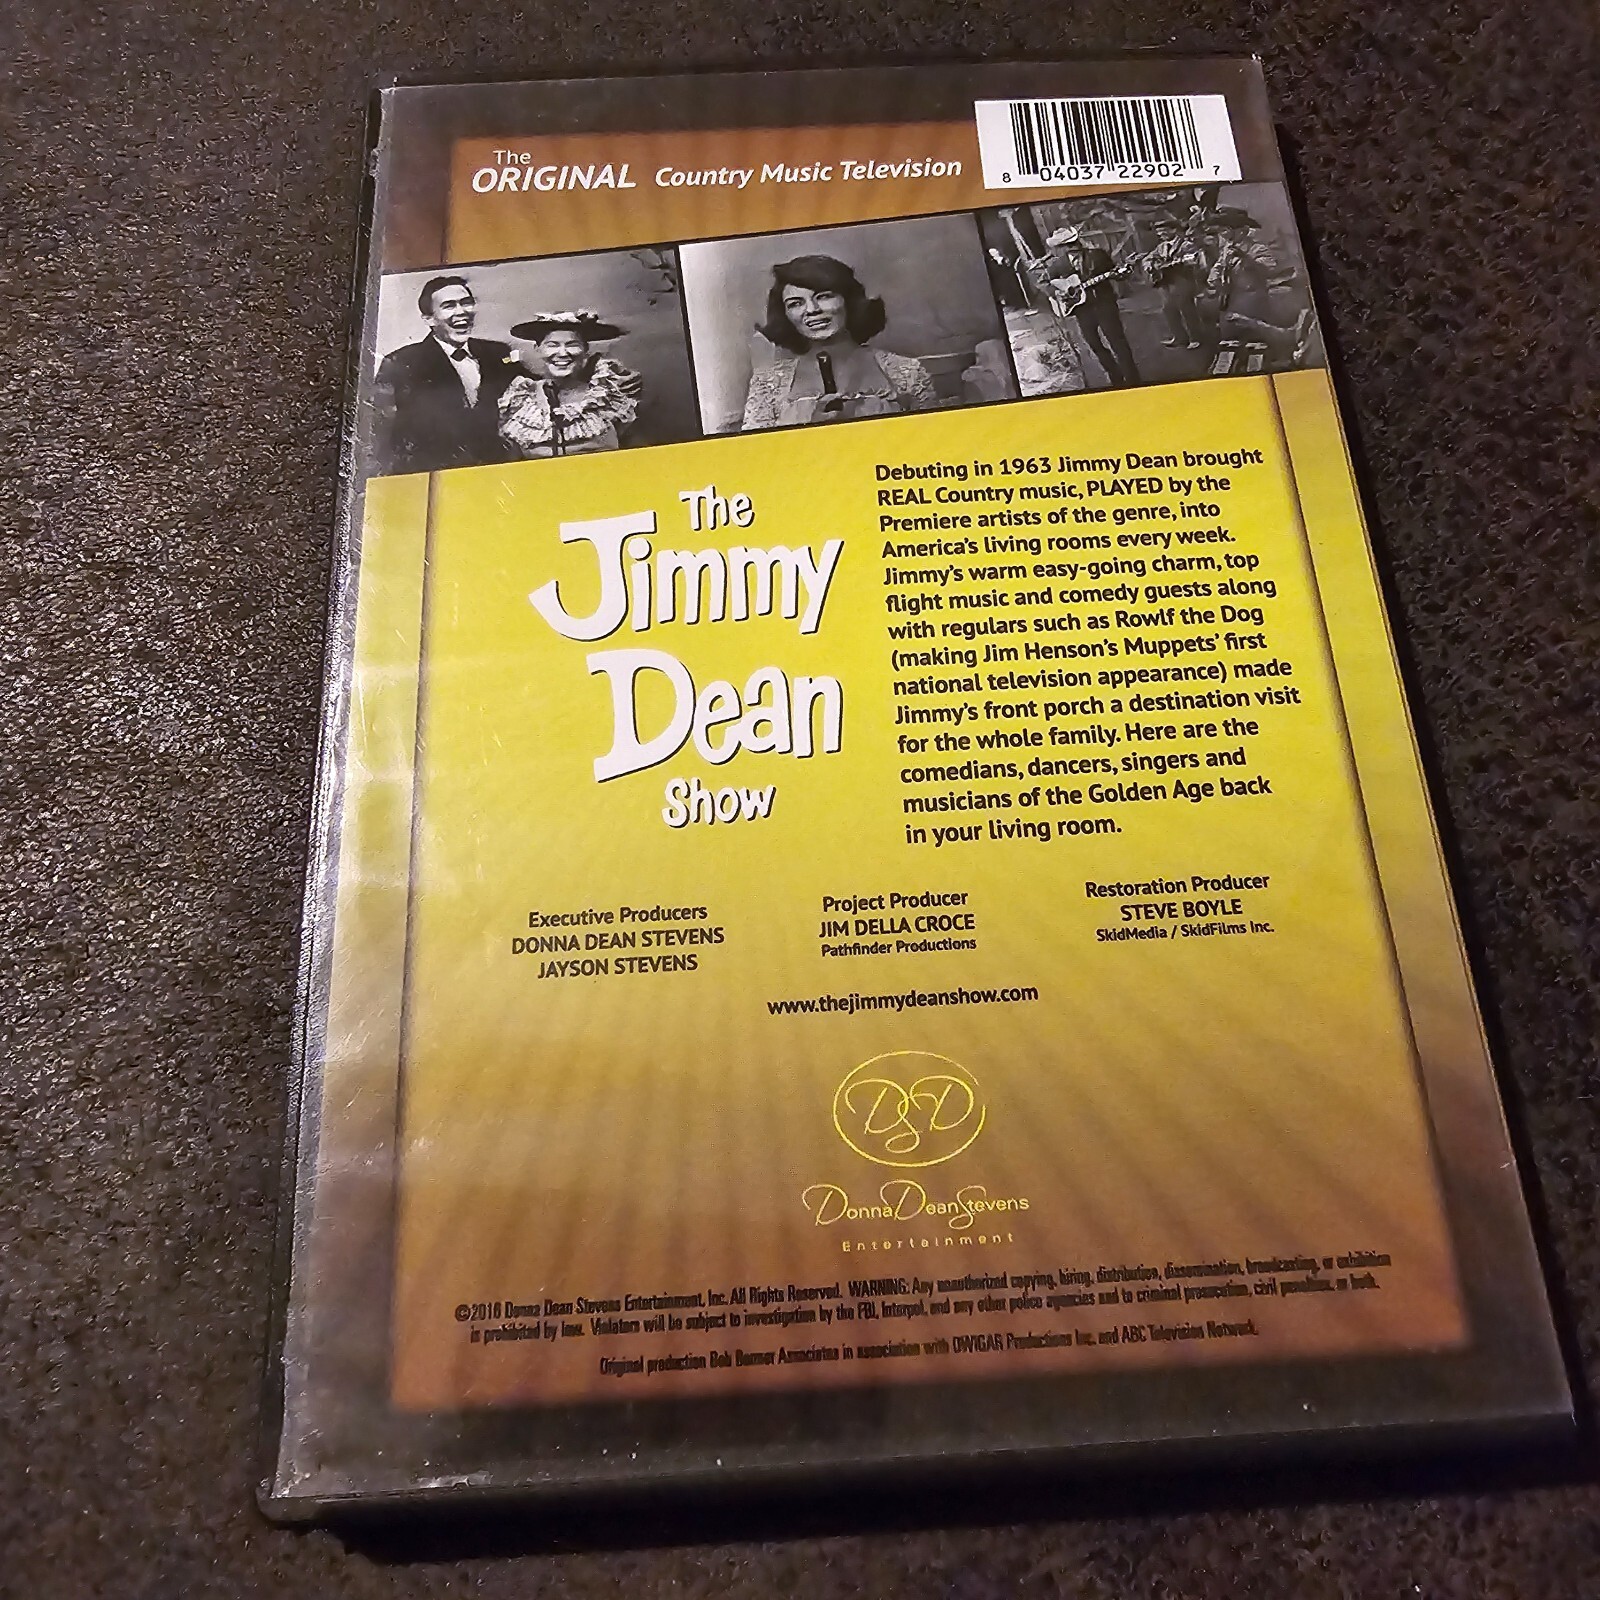 The
ORIGINAL Country Music Television
8 04037 22902 7
The
Jimmy
Dean
Show
Debuting in 1963 Jimmy Dean brought
REAL Country music, PLAYED by the
Premiere artists of the genre, into
America's living rooms every week.
Jimmy's warm easy-going charm, top
flight music and comedy guests along
with regulars such as Rowlf the Dog
(making Jim Henson's Muppets' first
national television appearance) made
Jimmy's front porch a destination visit
for the whole family. Here are the
comedians, dancers, singers and
musicians of the Golden Age back
in your living room.
Executive Producers
DONNA DEAN STEVENS
JAYSON STEVENS
Project Producer
JIM DELLA CROCE
Pathfinder Productions
Restoration Producer
STEVE BOYLE
SkidMedia / SkidFilms Inc.
www.thejimmydeanshow.com
DSD
Donna Dean Stevens
Entertainment
©2016 Donna Dean Stevens Entertainment, Inc. All Rights Reserved. WARNING: Any unauthorized copying, hiring, distribution, dissemination, broadcasting, or exhibition
is prohibited by law. Violators will be subject to investigation by the FBI, Interpol, and any other police agencies and to criminal prosecution, civil penalties, or both.
Original production Bob Banner Associates in association with OWIGAR Productions Inc. and ABC Television Network.